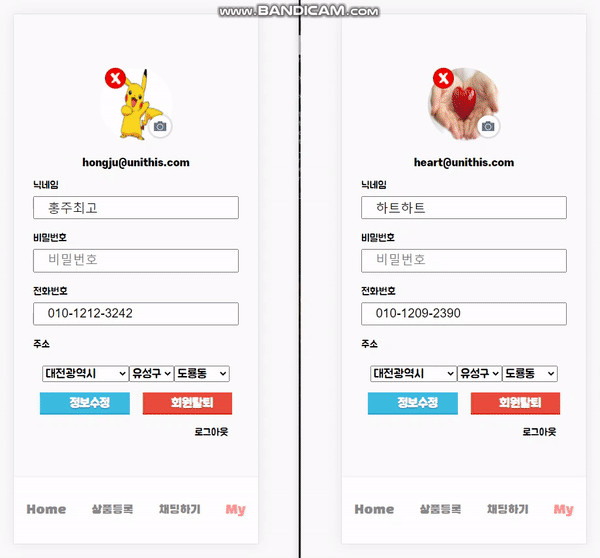 www.BANDICAM.com
hongju@unithis.com
닉네임
홍주최고
비밀번호
비밀번호
전화번호
010-1212-3242
주소
대전광역시 유성구 도룡동
정보수정 회원탈퇴
로그아웃
Home 상품등록 채팅하기 My
heart@unithis.com
닉네임
하트하트
비밀번호
비밀번호
전화번호
010-1209-2390
주소
대전광역시 유성구 도룡동
정보수정 회원탈퇴
로그아웃
Home 상품등록 채팅하기 My